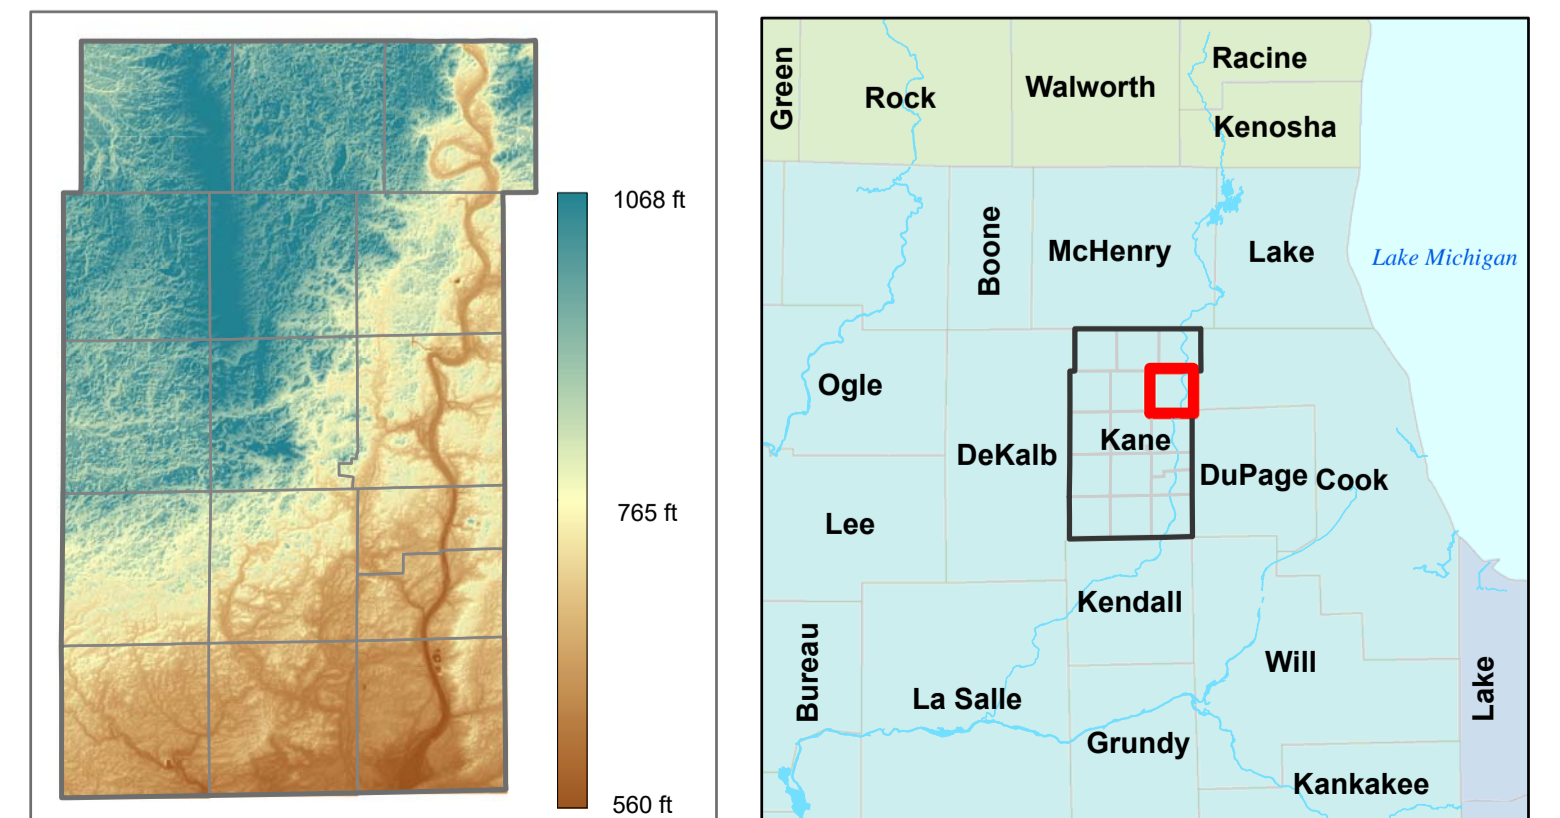 1068 ft
765 ft
560 ft
Green
Rock
Walworth
Racine
Kenosha
Boone
McHenry
Lake
Lake Michigan
Ogle
DeKalb
Kane
DuPage
Cook
Lee
Kendall
Bureau
La Salle
Will
Lake
Grundy
Kankakee